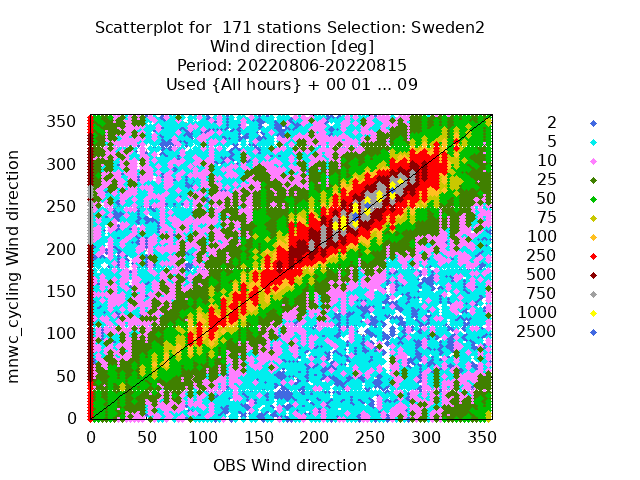 Scatterplot for  171 stations Selection: Sweden2
Wind direction [deg]
Period: 20220806-20220815
Used {All hours} + 00 01 ... 09
mnwc_cycling Wind direction
350
300
250
200
150
100
50
0
0 50 100 150 200 250 300 350
OBS Wind direction
2
5
10
25
50
75
100
250
500
750
1000
2500